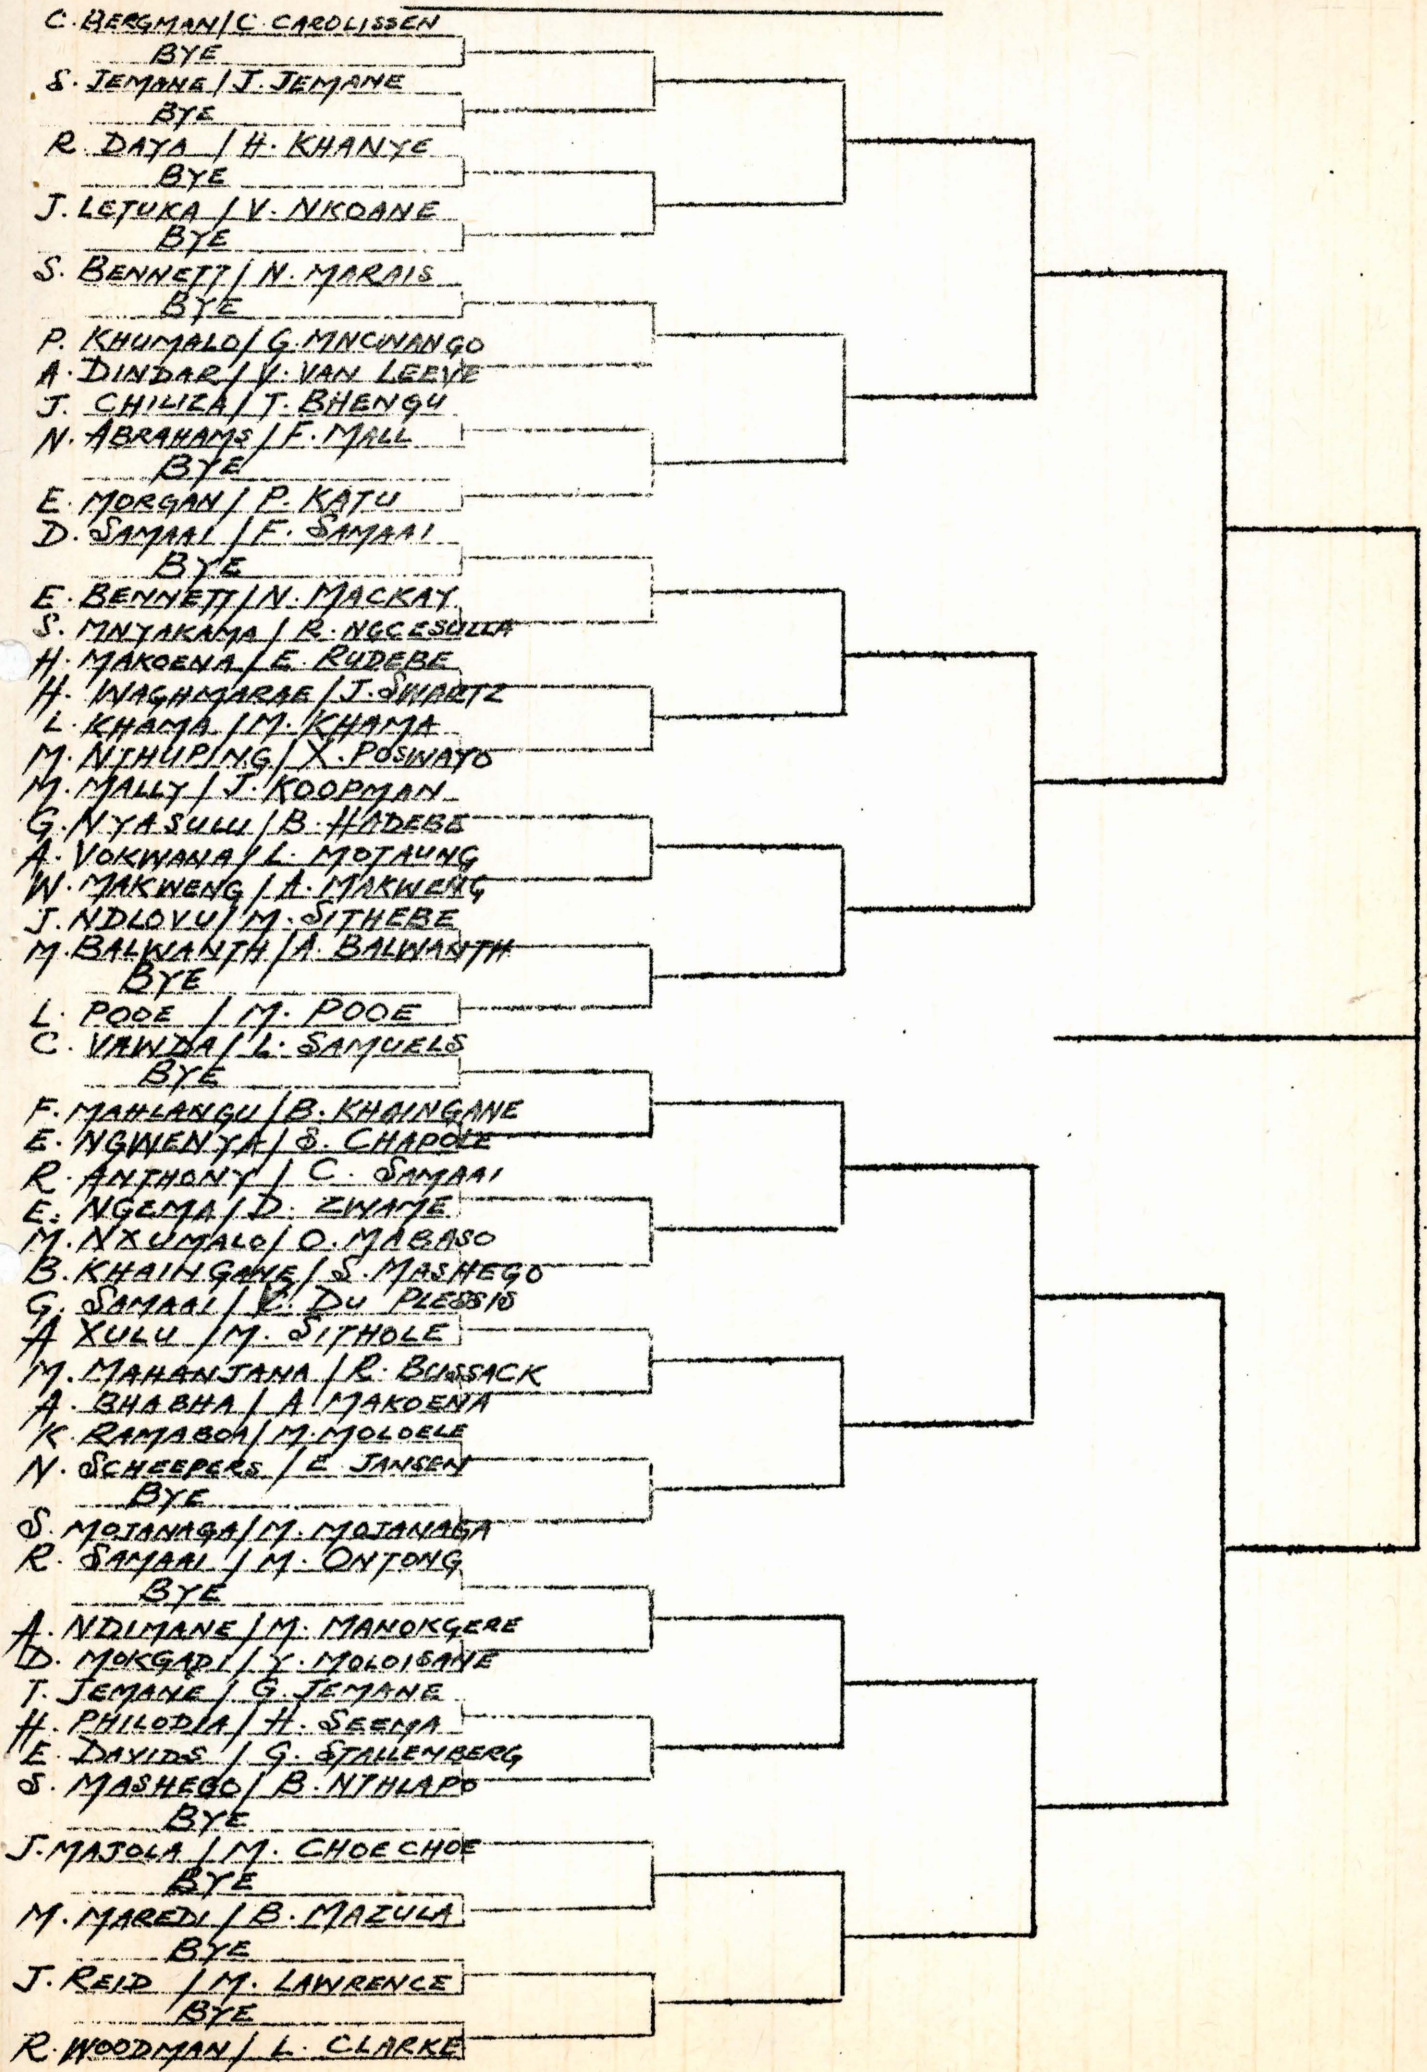 C. BERGMAN / C. CAROLISSEN
BYE
S. JEMANE / J. JEMANE
BYE
R. DAYA / H. KHANYE
BYE
J. LETUKA / V. NKOANE
BYE
S. BENNETT / N. MARAIS
BYE
P. KHUMALO / G. MNCWANGO
A. DINDAR / V. VAN LEEVE
J. CHILIZA / T. BHENGU
N. ABRAHAMS / F. MALL
BYE
E. MORGAN / P. KATU
D. SAMAAI / F. SAMAAI
BYE
E. BENNETT / N. MACKAY
S. MNYAKAMA / R. NGCESULLA
H. MAKOENA / E. RUDEBE
H. WAGHMARAE / J. SWARTZ
L. KHAMA / M. KHAMA
M. NTHUPING / X. POSWAYO
M. MALLY / J. KOOPMAN
G. NYASULU / B. HADEBE
A. VOKWANA / L. MOTAUNG
W. MAKWENG / A. MAKWENG
J. NDLOVU / M. SITHEBE
M. BALWANTH / A. BALWANTH
BYE
L. POOE / M. POOE
C. VAWDA / L. SAMUELS
BYE
F. MAHLANGU / B. KHAINGANE
E. NGWENYA / S. CHAPOLE
R. ANTHONY / C. SAMAAI
E. NGEMA / D. ZWAME
M. NXUMALO / O. MABASO
B. KHAINGANE / S. MASHEGO
G. SAMAAI / DU PLESSIS
A XULU / M. SITHOLE
M. MAHANJANA / R. BUSSACK
A. BHABHA / A MAKOENA
K. RAMABOA / M. MOLOELE
N. SCHEEPERS / E JANSEN
BYE
S. MOTANAGA / M. MOTANAGA
R. SAMAAI / M. ONTONG
BYE
A. NDIMANE / M. MANOKGERE
D. MOKGADI / Y. MOLOISANE
T. JEMANE / G. JEMANE
H. PHILODIA / H. SEEMA
E. DAVIDS / G. STALLENBERG
S. MASHEGO / B. NTHLAPO
BYE
J. MAJOLA / M. CHOECHOE
BYE
M. MAREDI / B. MAZULA
BYE
J. REID / M. LAWRENCE
BYE
R. WOODMAN / L. CLARKE